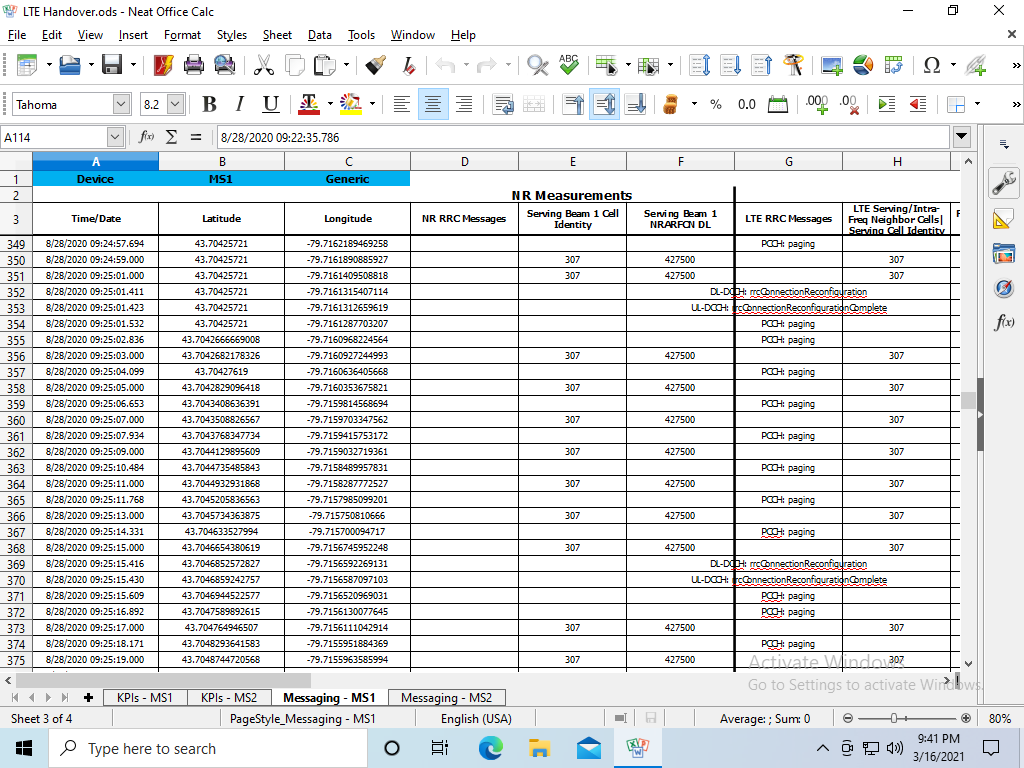 LTE Handover.ods - Neat Office Calc
File Edit View Insert Format Styles Sheet Data Tools Window Help
Tahoma 8.2
A114 8/28/2020 09:22:35.786
A B C D E F G H
1 Device MS1 Generic
2 NR Measurements
3 Time/Date Latitude Longitude NR RRC Messages Serving Beam 1 Cell Identity Serving Beam 1 NRARFCN DL LTE RRC Messages LTE Serving/Intra-Freq Neighbor Cells| Serving Cell Identity
349 8/28/2020 09:24:57.694 43.70425721 -79.7162189469258 PCCH: paging
350 8/28/2020 09:24:59.000 43.70425721 -79.7161890885927 307 427500 307
351 8/28/2020 09:25:01.000 43.70425721 -79.7161409508818 307 427500 307
352 8/28/2020 09:25:01.411 43.70425721 -79.7161315407114 DL-DCCH: rrcConnectionReconfiguration
353 8/28/2020 09:25:01.423 43.70425721 -79.7161312659619 UL-DCCH: rrcConnectionReconfigurationComplete
354 8/28/2020 09:25:01.532 43.70425721 -79.7161287703207 PCCH: paging
355 8/28/2020 09:25:02.836 43.7042666669008 -79.7160968224564 PCCH: paging
356 8/28/2020 09:25:03.000 43.7042682178326 -79.7160927244993 307 427500 307
357 8/28/2020 09:25:04.099 43.70427619 -79.7160636405668 PCCH: paging
358 8/28/2020 09:25:05.000 43.7042829096418 -79.7160353675821 307 427500 307
359 8/28/2020 09:25:06.653 43.7043408636391 -79.7159814568694 PCCH: paging
360 8/28/2020 09:25:07.000 43.7043508826567 -79.7159703347562 307 427500 307
361 8/28/2020 09:25:07.934 43.7043768347734 -79.7159415753172 PCCH: paging
362 8/28/2020 09:25:09.000 43.7044129895609 -79.7159032719361 307 427500 307
363 8/28/2020 09:25:10.484 43.7044735485843 -79.7158489957831 PCCH: paging
364 8/28/2020 09:25:11.000 43.7044932931868 -79.7158287772527 307 427500 307
365 8/28/2020 09:25:11.768 43.7045205836563 -79.7157985099201 PCCH: paging
366 8/28/2020 09:25:13.000 43.7045734363875 -79.715750810666 307 427500 307
367 8/28/2020 09:25:14.331 43.704633527994 -79.715700094717 PCCH: paging
368 8/28/2020 09:25:15.000 43.7046654380619 -79.7156745952248 307 427500 307
369 8/28/2020 09:25:15.416 43.7046852572827 -79.7156592269131 DL-DCCH: rrcConnectionReconfiguration
370 8/28/2020 09:25:15.430 43.7046859242757 -79.7156587097103 UL-DCCH: rrcConnectionReconfigurationComplete
371 8/28/2020 09:25:15.609 43.7046944522577 -79.7156520969031 PCCH: paging
372 8/28/2020 09:25:16.892 43.7047589892615 -79.7156130077645 PCCH: paging
373 8/28/2020 09:25:17.000 43.704764946507 -79.7156111042914 307 427500 307
374 8/28/2020 09:25:18.171 43.7048293641583 -79.7155951884369 PCCH: paging
375 8/28/2020 09:25:19.000 43.7048744720568 -79.7155963585994 307 427500 307
Activate Windows
Go to Settings to activate Windows.
KPIs - MS1 KPIs - MS2 Messaging - MS1 Messaging - MS2
Sheet 3 of 4 PageStyle_Messaging - MS1 English (USA) Average: ; Sum: 0 80%
Type here to search 9:41 PM
3/16/2021